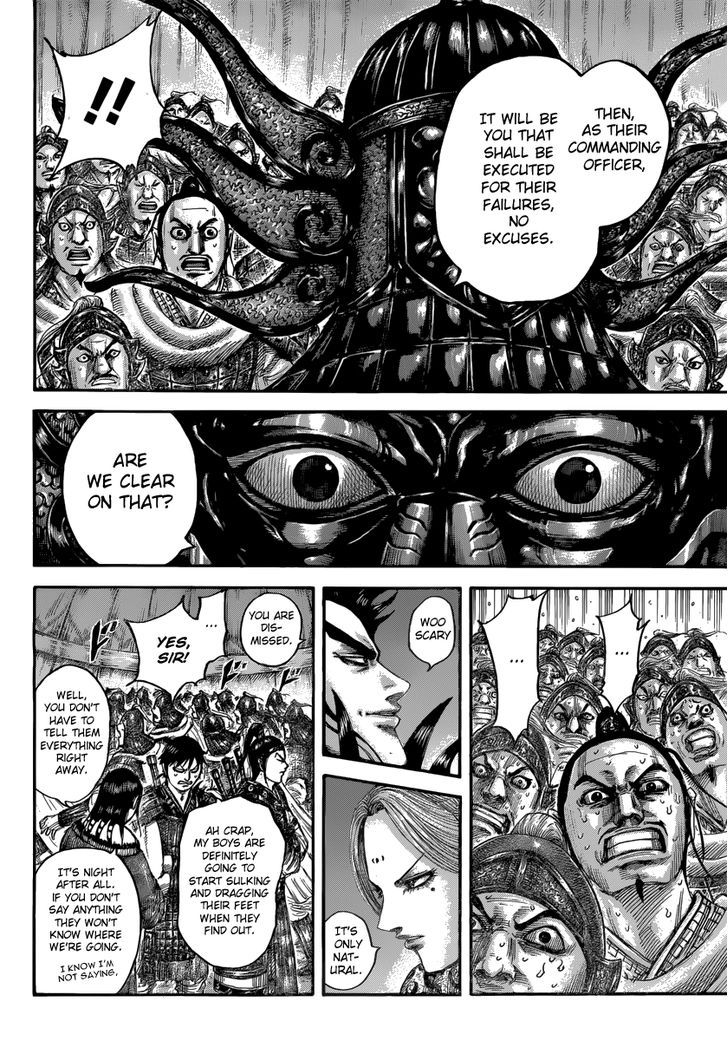 THEN,
AS THEIR
COMMANDING
OFFICER,
IT WILL BE
YOU THAT
SHALL BE
EXECUTED
FOR THEIR
FAILURES,
NO
EXCUSES.
!!
ARE
WE CLEAR
ON THAT?
...
...
WOO
SCARY
IT'S
ONLY
NAT-
URAL.
YOU ARE
DIS-
MISSED.
...
YES,
SIR!
ドド
ドド
AH CRAP,
MY BOYS ARE
DEFINITELY
GOING TO
START SULKING
AND DRAGGING
THEIR FEET
WHEN THEY
FIND OUT.
WELL,
YOU DON'T
HAVE TO
TELL THEM
EVERYTHING
RIGHT
AWAY.
IT'S NIGHT
AFTER ALL.
IF YOU DON'T
SAY ANYTHING
THEY WON'T
KNOW WHERE
WE'RE GOING.
I KNOW I'M
NOT SAYING.